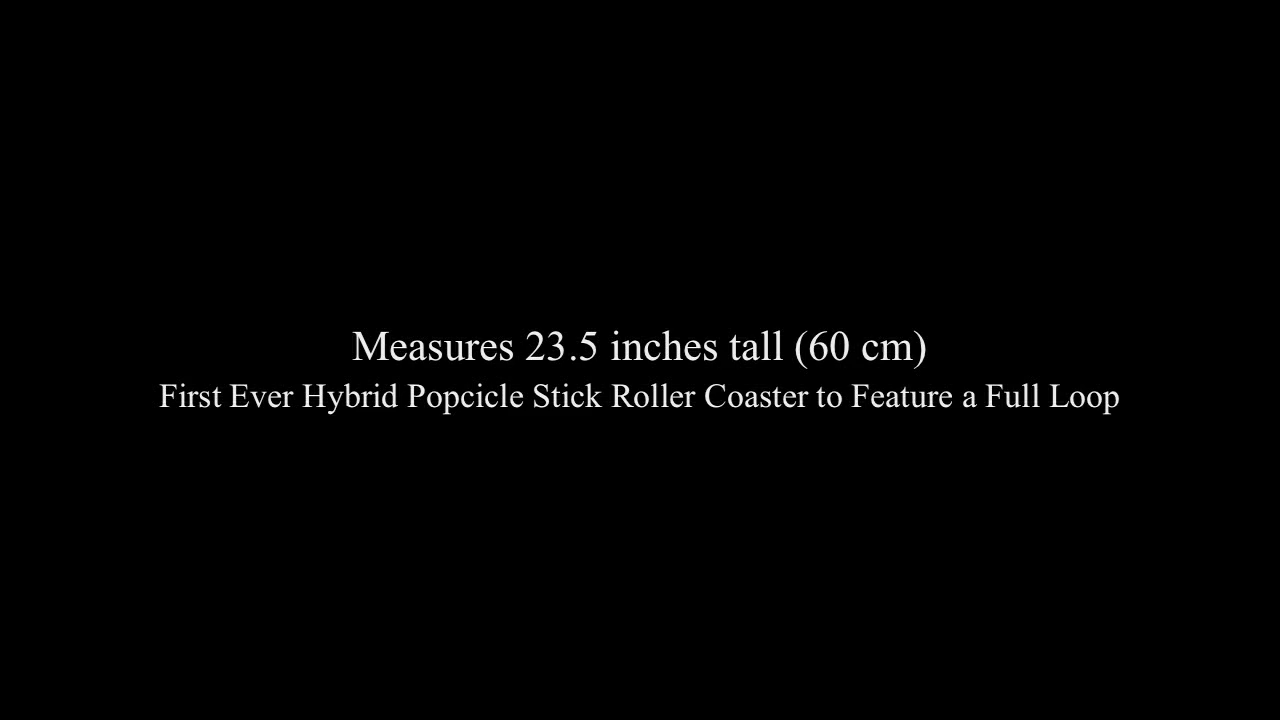 Measures 23.5 inches tall (60 cm)
First Ever Hybrid Popcicle Stick Roller Coaster to Feature a Full Loop